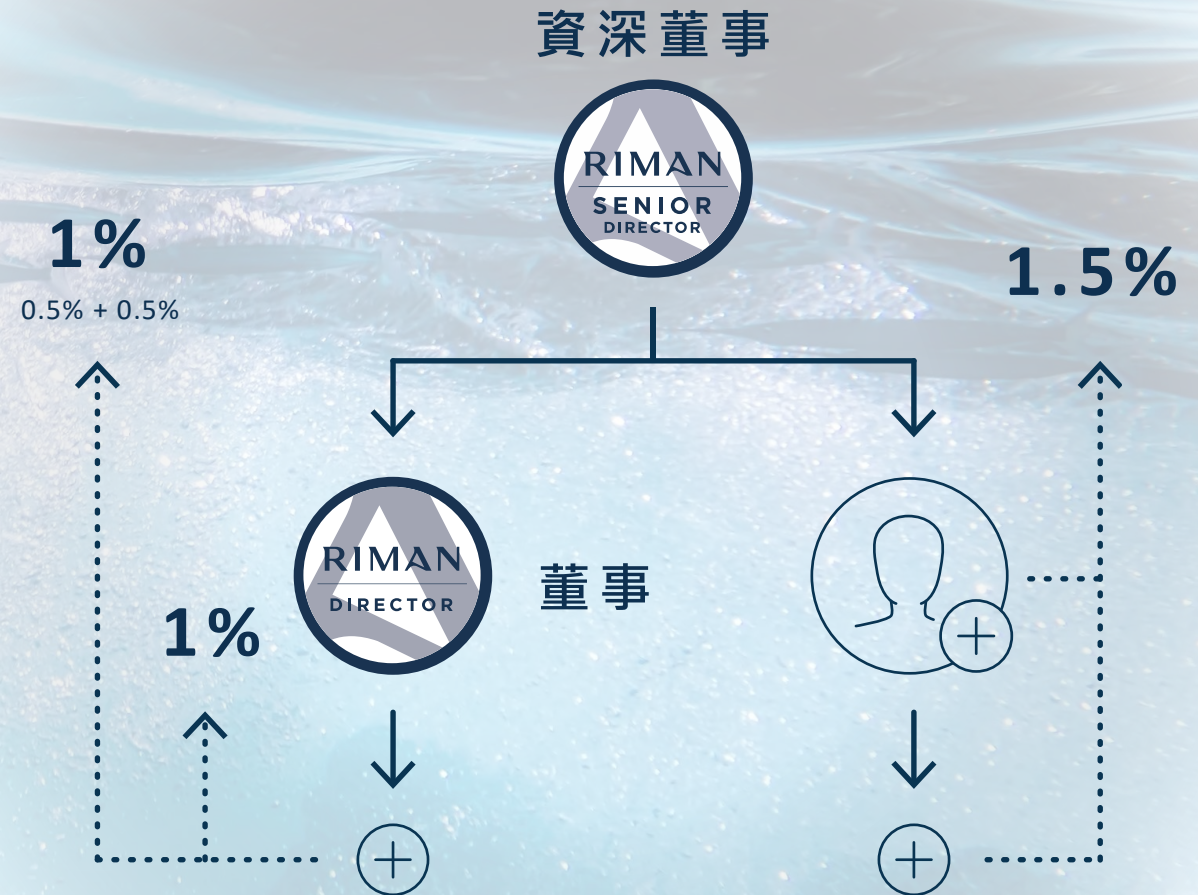 資深董事
RIMAN
SENIOR
DIRECTOR
1%
0.5% + 0.5%
1.5%
RIMAN
DIRECTOR
董事
1%